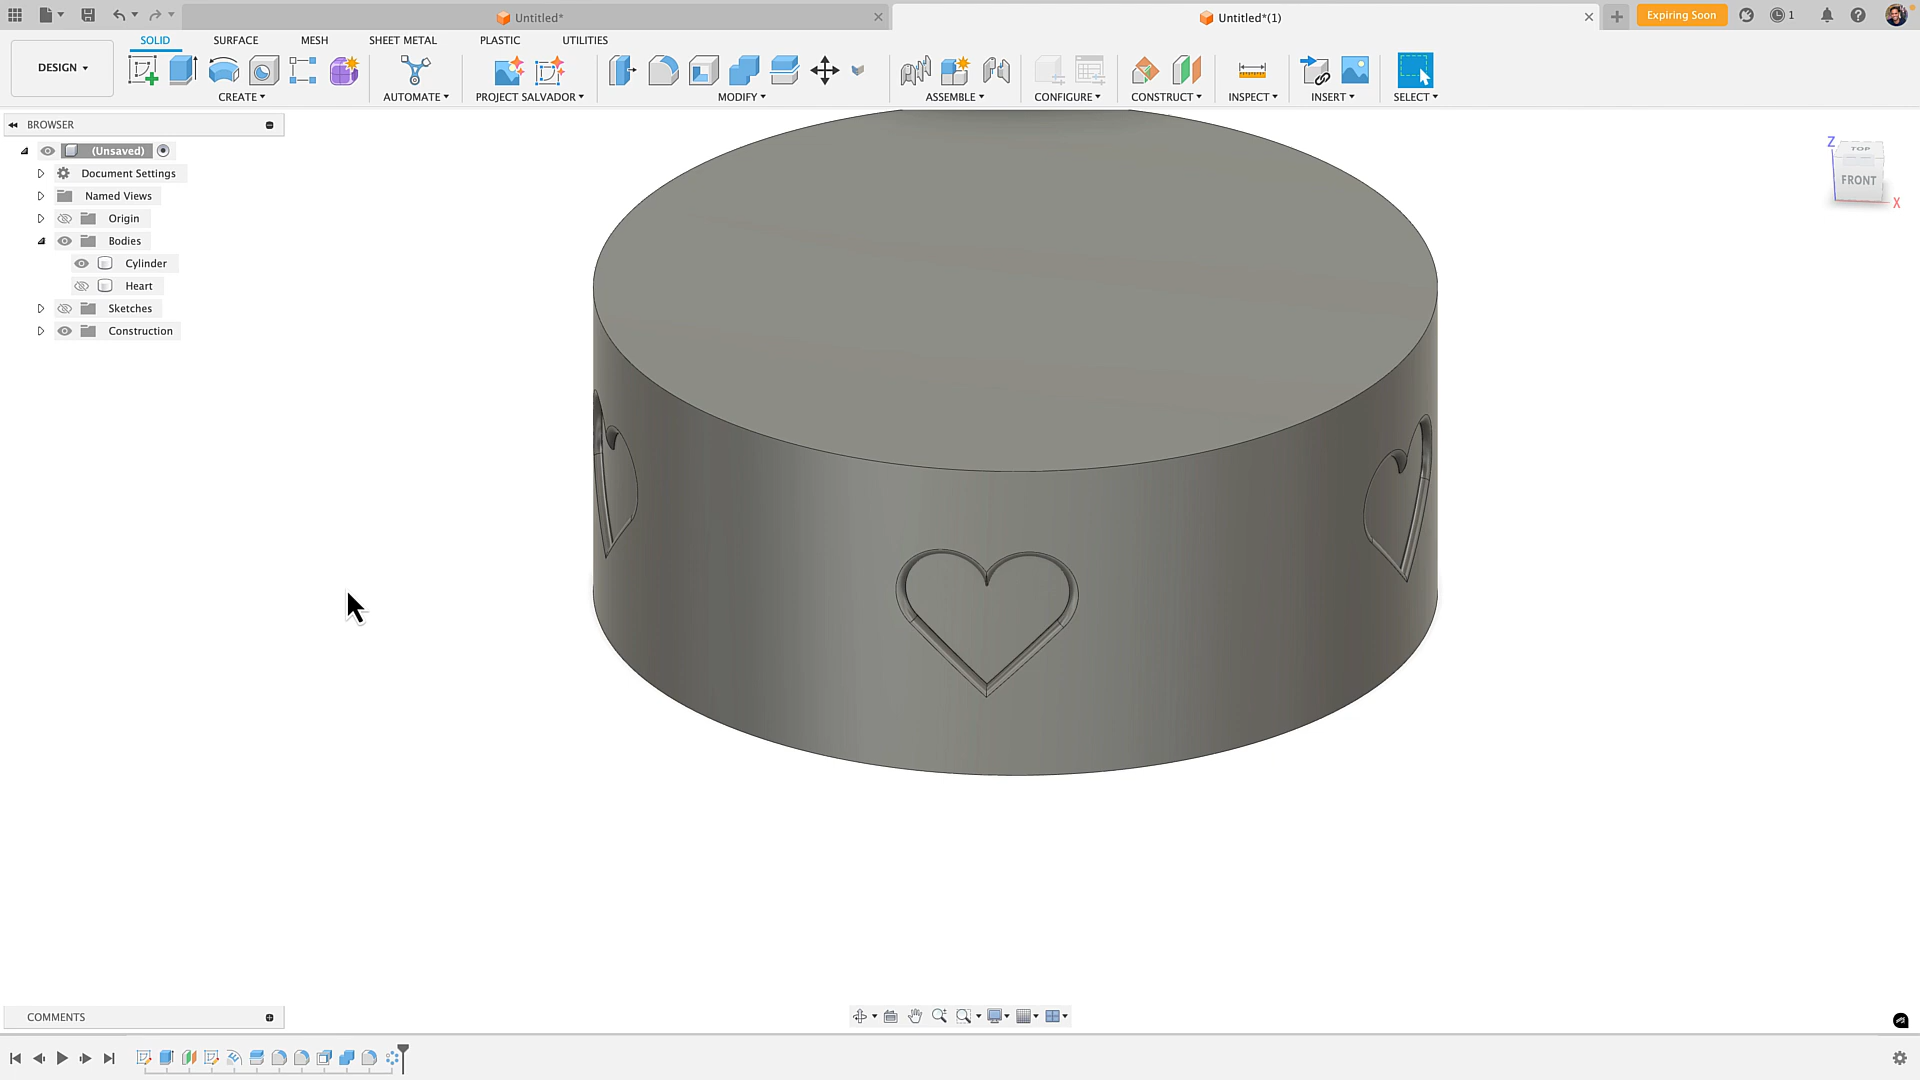 Untitled*
Untitled*(1)
Expiring Soon
1
DESIGN
SOLID
SURFACE
MESH
SHEET METAL
PLASTIC
UTILITIES
CREATE
AUTOMATE
PROJECT SALVADOR
MODIFY
ASSEMBLE
CONFIGURE
CONSTRUCT
INSPECT
INSERT
SELECT
BROWSER
(Unsaved)
Document Settings
Named Views
Origin
Bodies
Cylinder
Heart
Sketches
Construction
Z
TOP
FRONT
X
COMMENTS